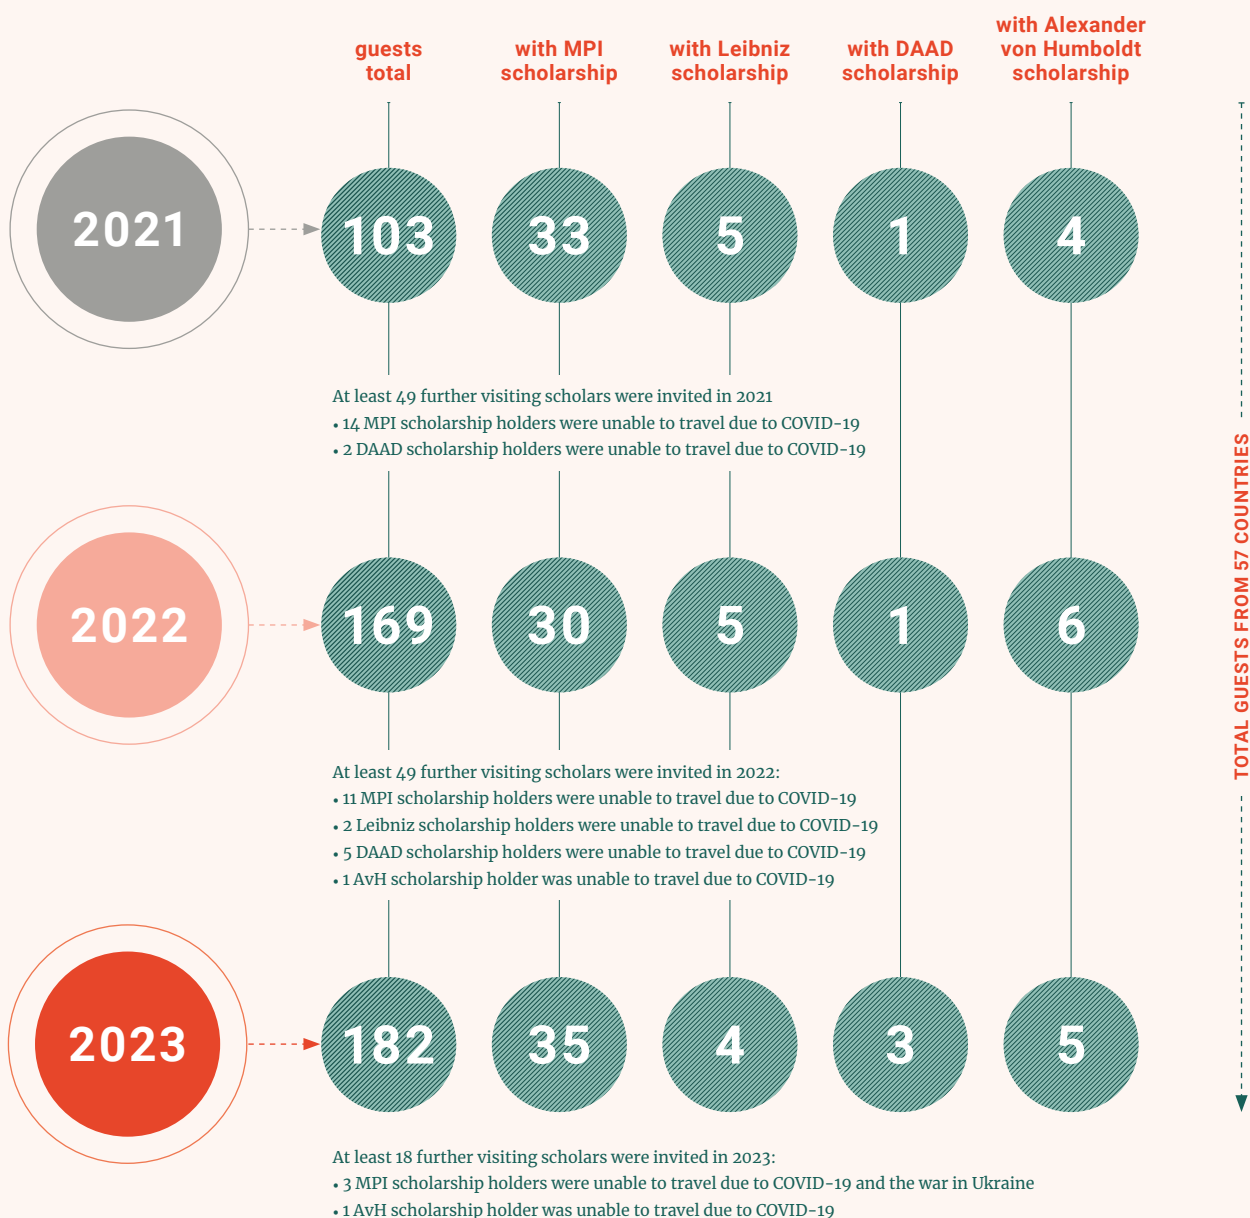 guests
total
with MPI
scholarship
with Leibniz
scholarship
with DAAD
scholarship
with Alexander
von Humboldt
scholarship
2021
103
33
5
1
4
At least 49 further visiting scholars were invited in 2021
• 14 MPI scholarship holders were unable to travel due to COVID-19
• 2 DAAD scholarship holders were unable to travel due to COVID-19
2022
169
30
5
1
6
At least 49 further visiting scholars were invited in 2022:
• 11 MPI scholarship holders were unable to travel due to COVID-19
• 2 Leibniz scholarship holders were unable to travel due to COVID-19
• 5 DAAD scholarship holders were unable to travel due to COVID-19
• 1 AvH scholarship holder was unable to travel due to COVID-19
2023
182
35
4
3
5
At least 18 further visiting scholars were invited in 2023:
• 3 MPI scholarship holders were unable to travel due to COVID-19 and the war in Ukraine
• 1 AvH scholarship holder was unable to travel due to COVID-19
TOTAL GUESTS FROM 57 COUNTRIES